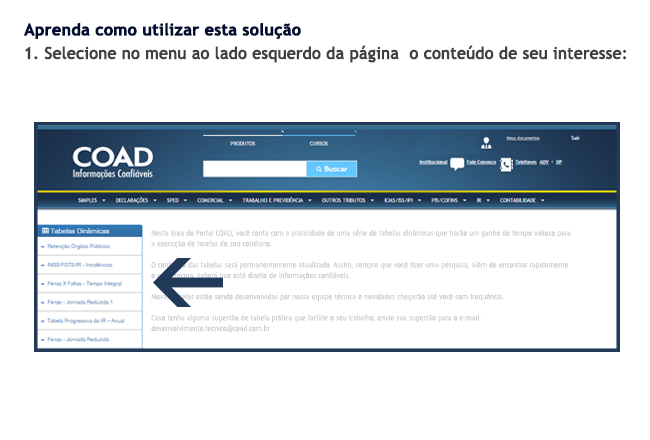 Aprenda como utilizar esta solução
1. Selecione no menu ao lado esquerdo da página o conteúdo de seu interesse:
COAD
Informações Confiáveis
PRODUTOS
CURSOS
Buscar
Meus documentos
Sair
Institucional
Fale Conosco
Telefones ADV | DP
SIMPLES DECLARAÇÕES SPED COMERCIAL TRABALHO E PREVIDÊNCIA OUTROS TRIBUTOS ICMS/ISS/IPI PIS/COFINS IR CONTABILIDADE
Tabelas Dinâmicas
Retenção Órgãos Públicos
INSS/FGTS/IR - Incidências
Férias X Faltas - Tempo Integral
Férias - Jornada Reduzida 1
Tabela Progressiva do IR - Anual
Férias - Jornada Reduzida
Nesta área do Portal COAD, você conta com a praticidade de uma série de tabelas dinâmicas que trarão um ganho de tempo valioso para
a execução de tarefas do seu cotidiano.
O das tabelas será permanentemente atualizado. Assim, sempre que você fizer uma pesquisa, além de encontrar rapidamente
saberá que está diante de informações confiáveis.
estão sendo desenvolvidas por nossa equipe técnica e novidades chegarão até você com frequência.
Caso tenha alguma sugestão de tabela prática que facilite o seu trabalho, envie sua sugestão para o e-mail:
desenvolvimento.tecnico@coad.com.br